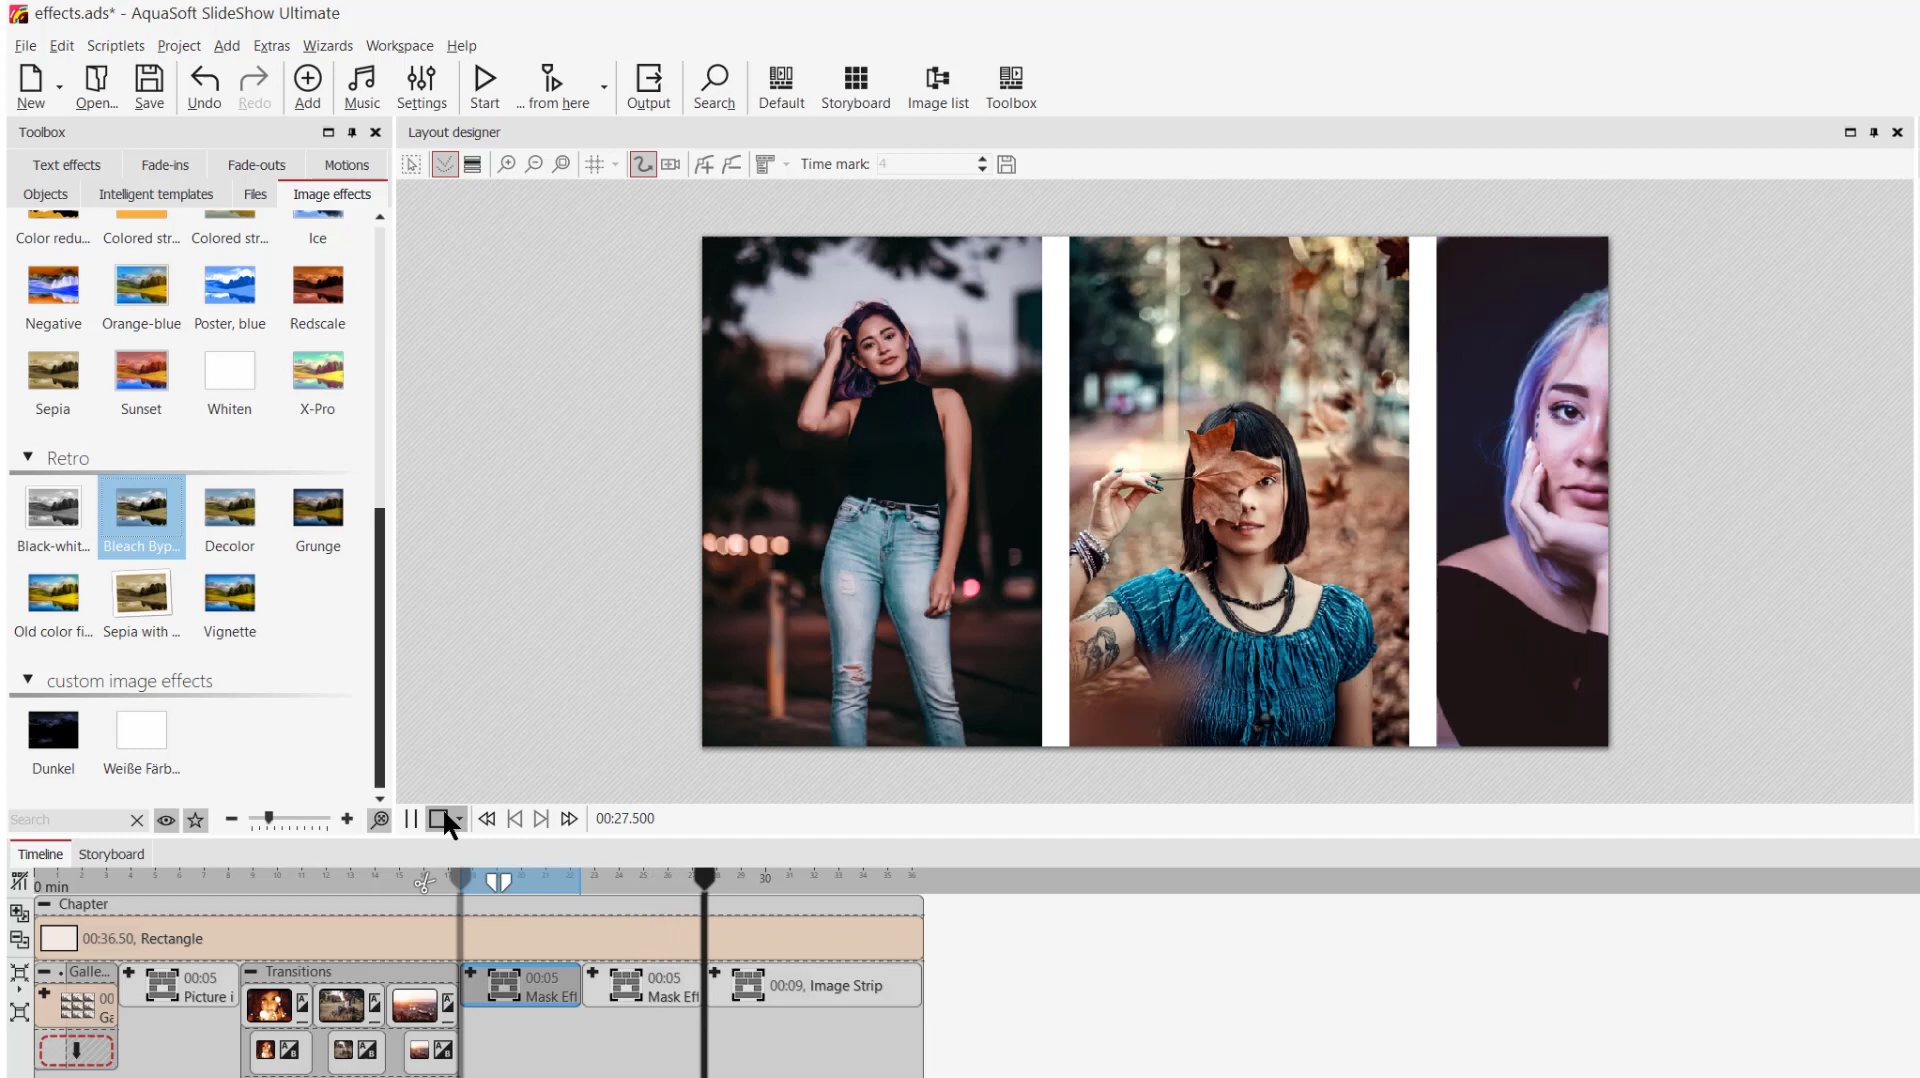 effects.ads* - AquaSoft SlideShow Ultimate
File Edit Scriptlets Project Add Extras Wizards Workspace Help
New Open... Save Undo Redo Add Music Settings Start ... from here Output Search Default Storyboard Image list Toolbox
Toolbox
Layout designer
Text effects Fade-ins Fade-outs Motions
Time mark: 4
Objects Intelligent templates Files Image effects
Color redu... Colored str... Colored str... Ice
Negative Orange-blue Poster, blue Redscale
Sepia Sunset Whiten X-Pro
Retro
Black-whit... Bleach Byp... Decolor Grunge
Old color fi... Sepia with ... Vignette
custom image effects
Dunkel Weiße Färb...
Search
00:27.500
Timeline Storyboard
0 min
30
Chapter
00:36.50, Rectangle
Galle...
00:05
Picture i
Transitions
00:05
Mask Eff
00:05
Mask Eff
00:09, Image Strip
00
Ga